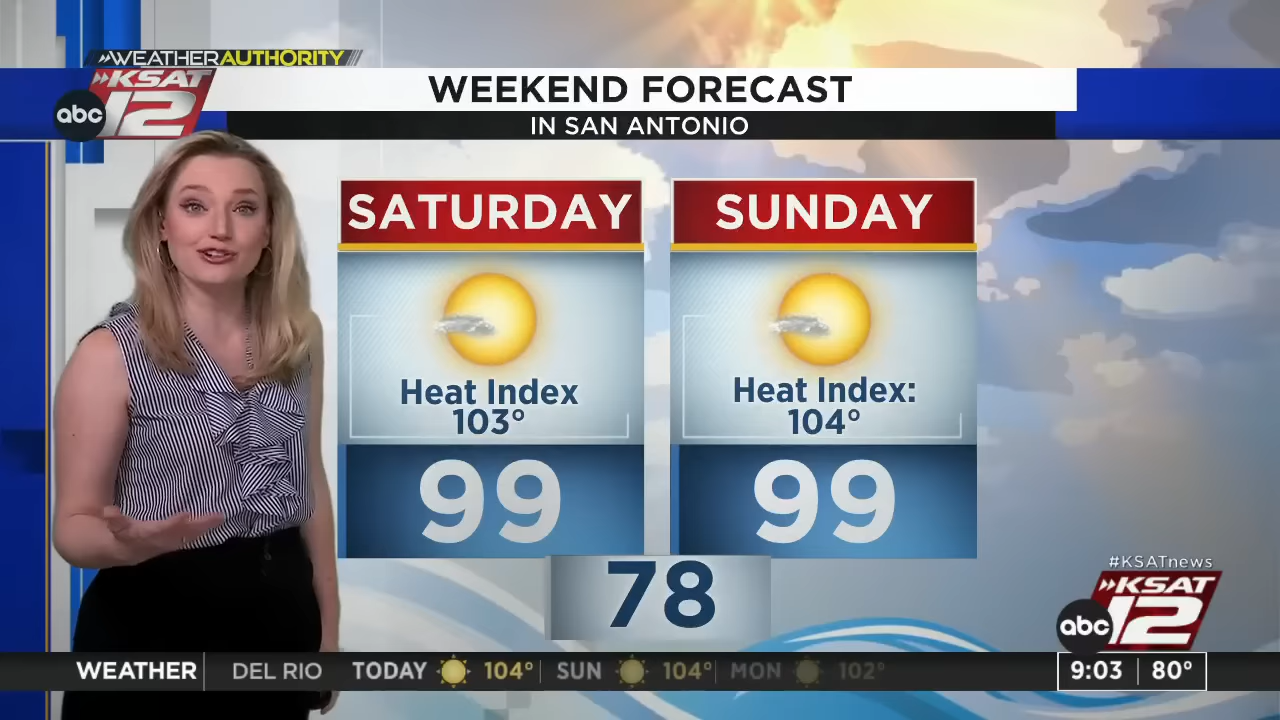 WEATHERAUTHORITY
KSAT
abc 12
WEEKEND FORECAST
IN SAN ANTONIO
SATURDAY
Heat Index
103°
99
SUNDAY
Heat Index:
104°
99
78
#KSATnews
KSAT
abc 12
WEATHER DEL RIO TODAY 104° SUN 104° MON 102°
9:03 80°